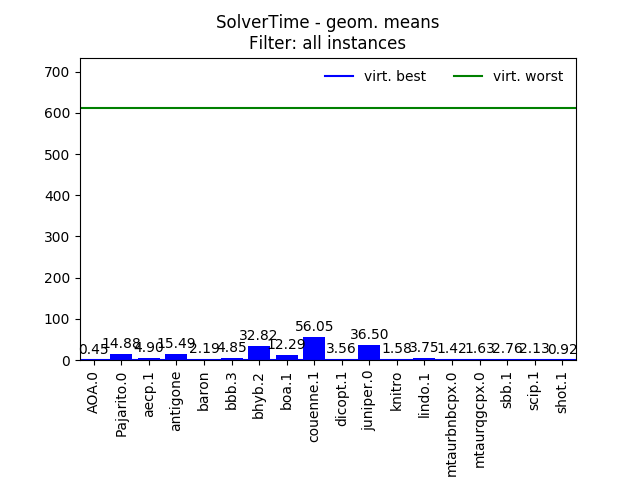 SolverTime - geom. means
Filter: all instances
virt. best virt. worst
700
600
500
400
300
200
100
0
0.45 14.88 4.90 15.49 2.19 4.85 32.82 12.29 56.05 3.56 36.50 1.58 3.75 1.42 1.63 2.76 2.13 0.92
AOA.0 Pajarito.0 aecp.1 antigone baron bbb.3 bhyb.2 boa.1 couenne.1 dicopt.1 juniper.0 knitro lindo.1 mtaurbnbcpx.0 mtaurqgcpx.0 sbb.1 scip.1 shot.1